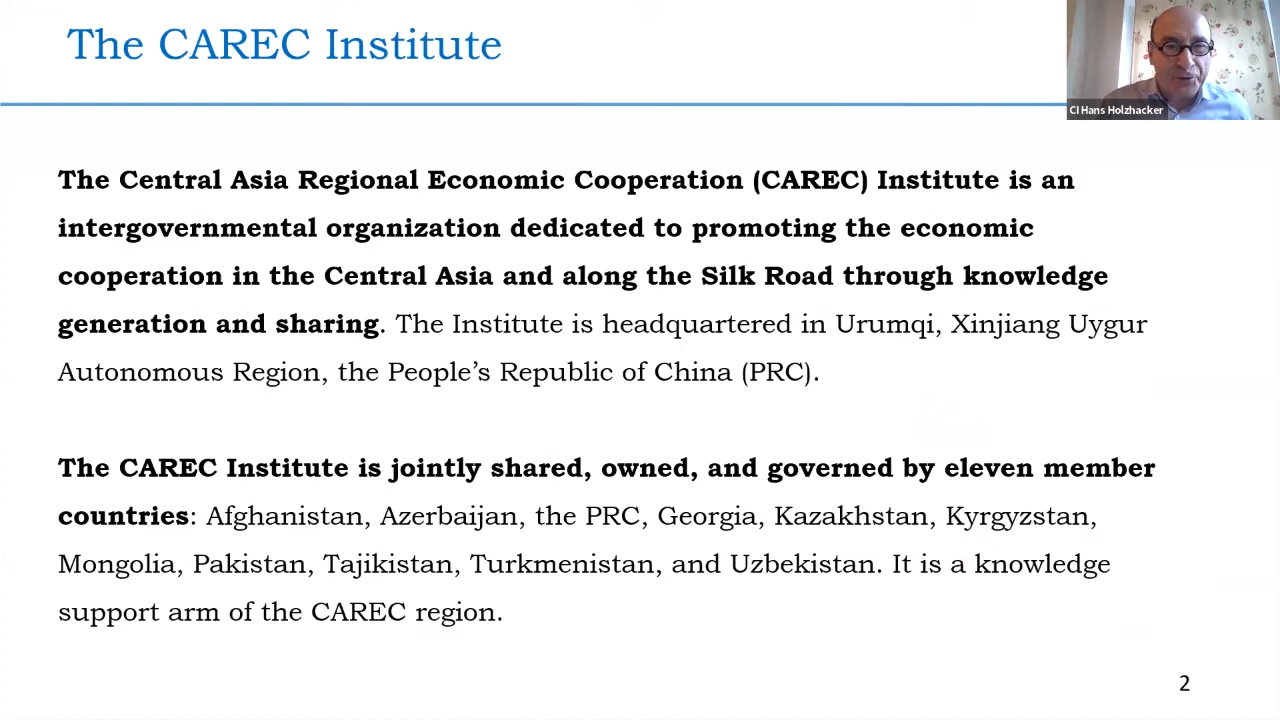 The CAREC Institute
CI Hans Holzhacker
The Central Asia Regional Economic Cooperation (CAREC) Institute is an
intergovernmental organization dedicated to promoting the economic
cooperation in the Central Asia and along the Silk Road through knowledge
generation and sharing. The Institute is headquartered in Urumqi, Xinjiang Uygur
Autonomous Region, the People’s Republic of China (PRC).
The CAREC Institute is jointly shared, owned, and governed by eleven member
countries: Afghanistan, Azerbaijan, the PRC, Georgia, Kazakhstan, Kyrgyzstan,
Mongolia, Pakistan, Tajikistan, Turkmenistan, and Uzbekistan. It is a knowledge
support arm of the CAREC region.
2